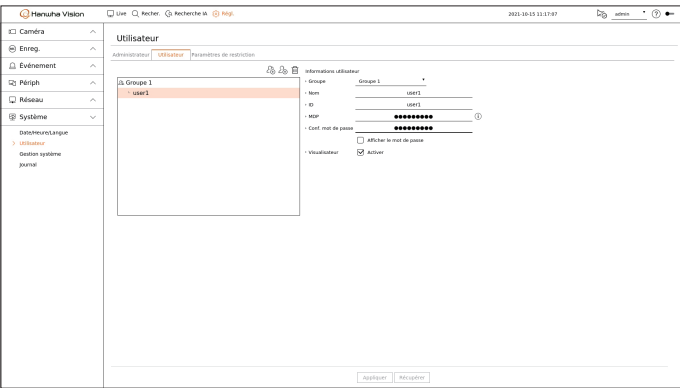 Hanwha Vision
Live Recher. Recherche IA Régl. 2021-10-15 11:17:07 admin ?
Caméra
Enreg.
Événement
Périph
Réseau
Système
Date/Heure/Langue
Utilisateur
Gestion système
Journal
Utilisateur
Administrateur Utilisateur Paramètres de restriction
Groupe 1
user1
Informations utilisateur
Groupe Groupe 1
Nom user1
ID user1
MDP ●●●●●●●●●
Conf. mot de passe ●●●●●●●●●
Afficher le mot de passe
Visualisateur Activer
Appliquer Récupérer